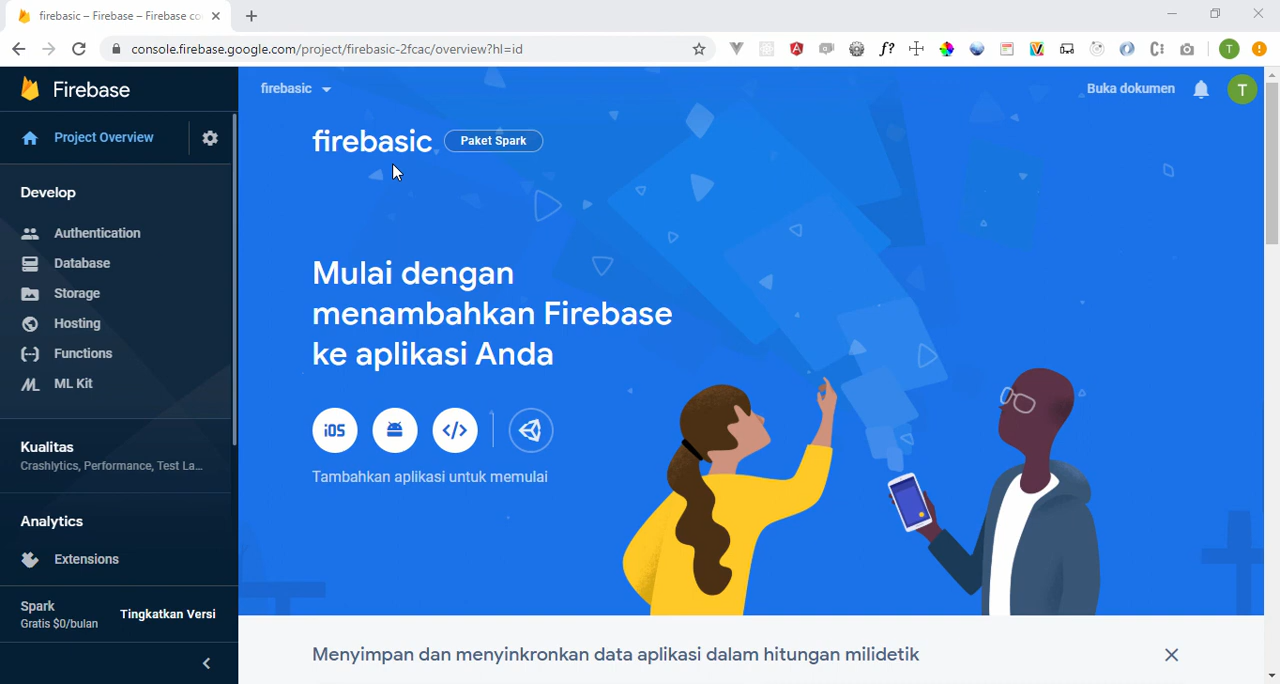 firebasic – Firebase – Firebase co
console.firebase.google.com/project/firebasic-2fcac/overview?hl=id
f?
T
Firebase
firebasic
Buka dokumen
T
Project Overview
firebasic
Paket Spark
Develop
Authentication
Database
Storage
Hosting
Functions
ML Kit
Mulai dengan
menambahkan Firebase
ke aplikasi Anda
iOS
Tambahkan aplikasi untuk memulai
Kualitas
Crashlytics, Performance, Test La...
Analytics
Extensions
Spark
Gratis $0/bulan
Tingkatkan Versi
Menyimpan dan menyinkronkan data aplikasi dalam hitungan milidetik